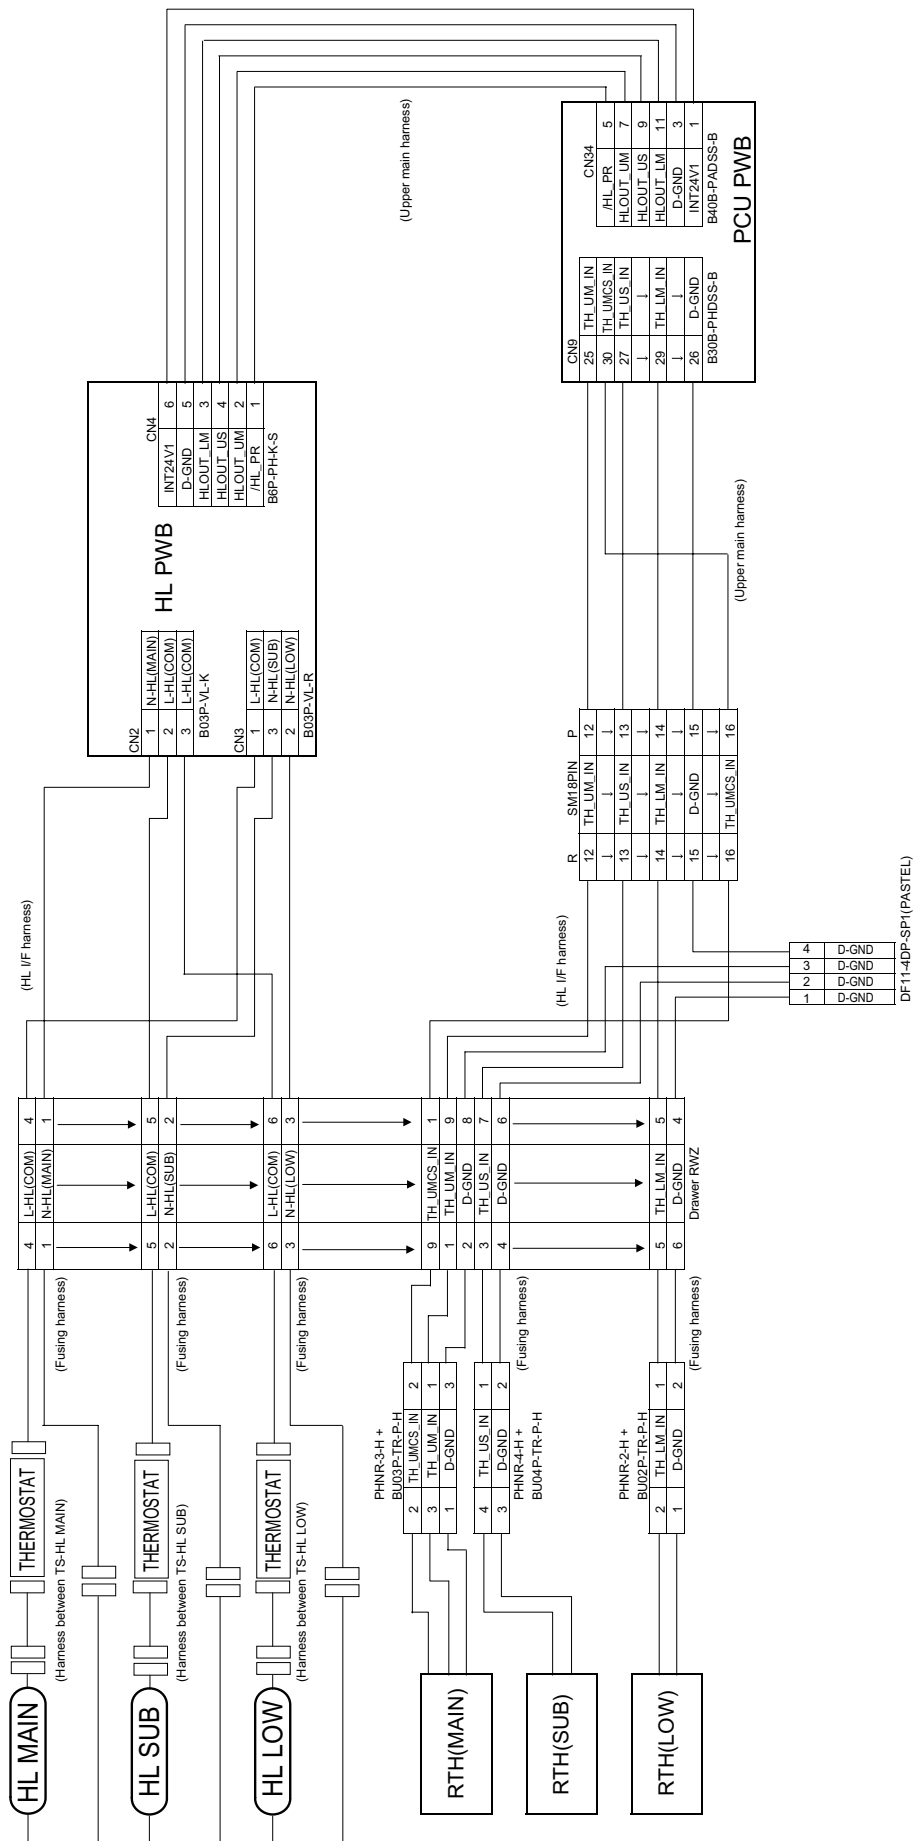 (Upper main harness)
CN34
/HL_PR 5
HLOUT_UM 7
HLOUT_US 9
HLOUT_LM 11
D-GND 3
INT24V1 1
B40B-PADSS-B
PCU PWB
CN9
25 TH_UM_IN
30 TH_UMCS_IN
27 TH_US_IN
↓ ↓
29 TH_LM_IN
↓ ↓
26 D-GND
B30B-PHDSS-B
CN4
INT24V1 6
D-GND 5
HLOUT_LM 3
HLOUT_US 4
HLOUT_UM 2
/HL_PR 1
B6P-PH-K-S
HL PWB
CN2
1 N-HL(MAIN)
2 L-HL(COM)
3 L-HL(COM)
B03P-VL-K
CN3
1 L-HL(COM)
3 N-HL(SUB)
2 N-HL(LOW)
B03P-VL-R
(Upper main harness)
R SM18PIN P
12 TH_UM_IN 12
↓ ↓ ↓
13 TH_US_IN 13
↓ ↓ ↓
14 TH_LM_IN 14
↓ ↓ ↓
15 D-GND 15
↓ ↓ ↓
16 TH_UMCS_IN 16
(HL I/F harness)
(HL I/F harness)
4 D-GND
3 D-GND
2 D-GND
1 D-GND
DF11-4DP-SP1(PASTEL)
4 L-HL(COM) 4
1 N-HL(MAIN) 1
5 L-HL(COM) 5
2 N-HL(SUB) 2
6 L-HL(COM) 6
3 N-HL(LOW) 3
9 TH_UMCS_IN 1
1 TH_UM_IN 9
2 D-GND 8
3 TH_US_IN 7
4 D-GND 6
5 TH_LM_IN 5
6 D-GND 4
Drawer RWZ
(Fusing harness)
(Fusing harness)
(Fusing harness)
(Fusing harness)
(Fusing harness)
PHNR-3-H +
BU03P-TR-P-H
2 TH_UMCS_IN 2
3 TH_UM_IN 1
1 D-GND 3
4 TH_US_IN 1
3 D-GND 2
PHNR-4-H +
BU04P-TR-P-H
PHNR-2-H +
BU02P-TR-P-H
2 TH_LM_IN 1
1 D-GND 2
THERMOSTAT
(Harness between TS-HL MAIN)
THERMOSTAT
(Harness between TS-HL SUB)
THERMOSTAT
(Harness between TS-HL LOW)
HL MAIN
HL SUB
HL LOW
RTH(MAIN)
RTH(SUB)
RTH(LOW)